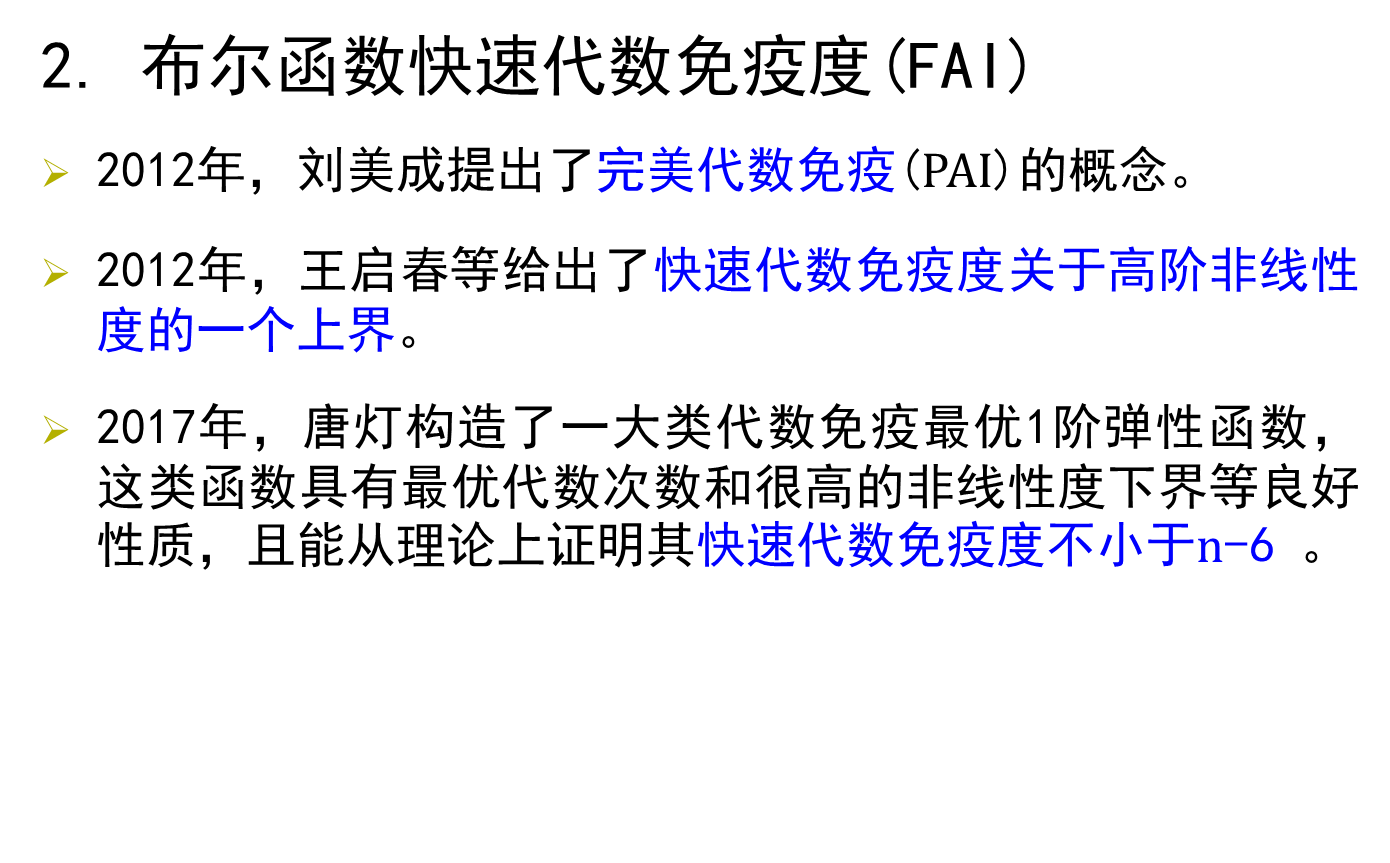 2. 布尔函数快速代数免疫度(FAI)
2012年，刘美成提出了完美代数免疫(PAI)的概念。
2012年，王启春等给出了快速代数免疫度关于高阶非线性
度的一个上界。
2017年，唐灯构造了一大类代数免疫最优1阶弹性函数，
这类函数具有最优代数次数和很高的非线性度下界等良好
性质，且能从理论上证明其快速代数免疫度不小于n-6 。